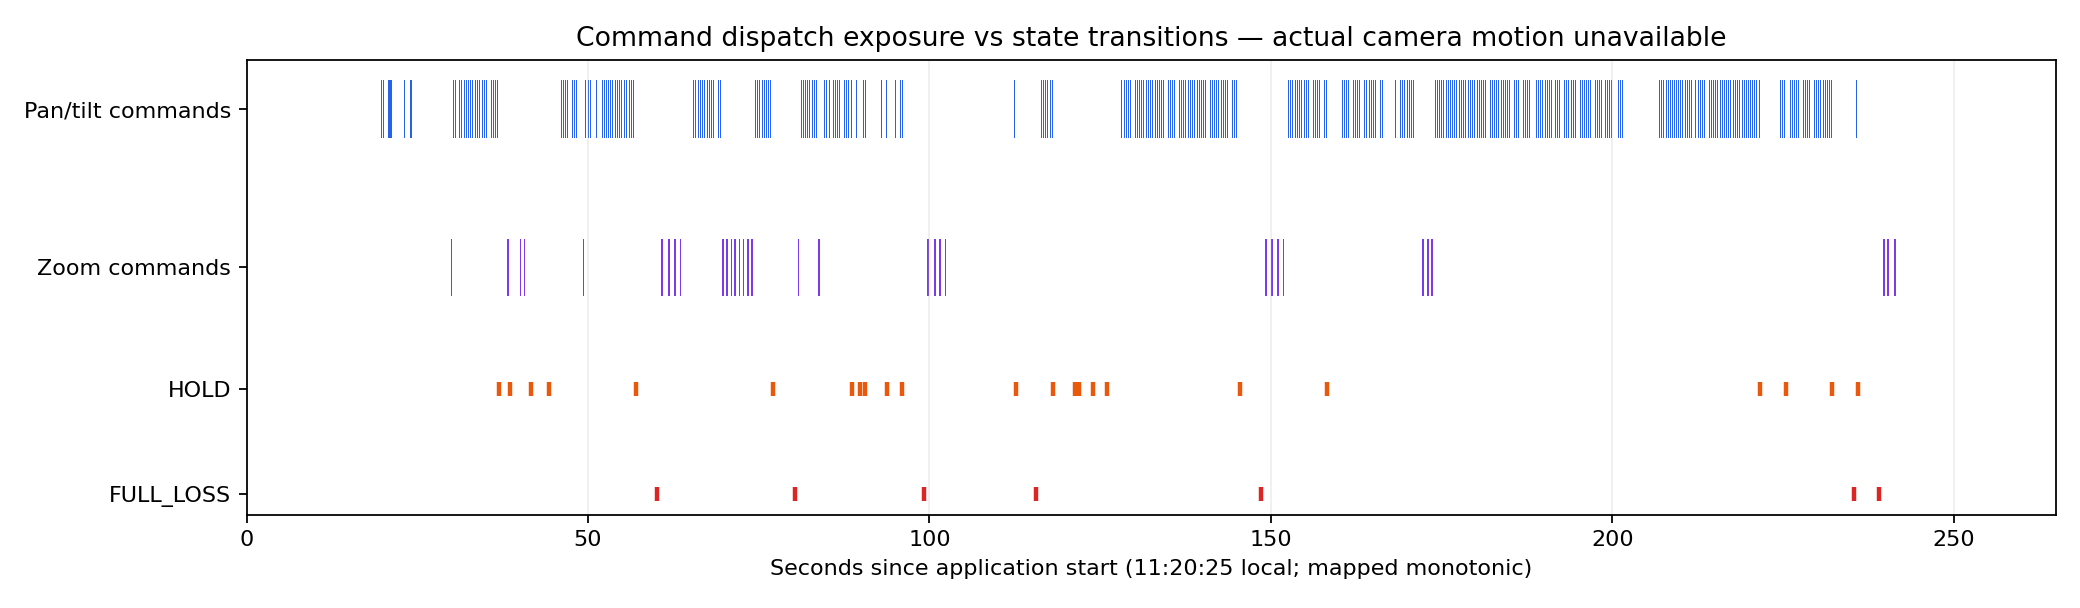 Command dispatch exposure vs state transitions — actual camera motion unavailable
Pan/tilt commands
Zoom commands
HOLD
FULL_LOSS
0 50 100 150 200 250
Seconds since application start (11:20:25 local; mapped monotonic)